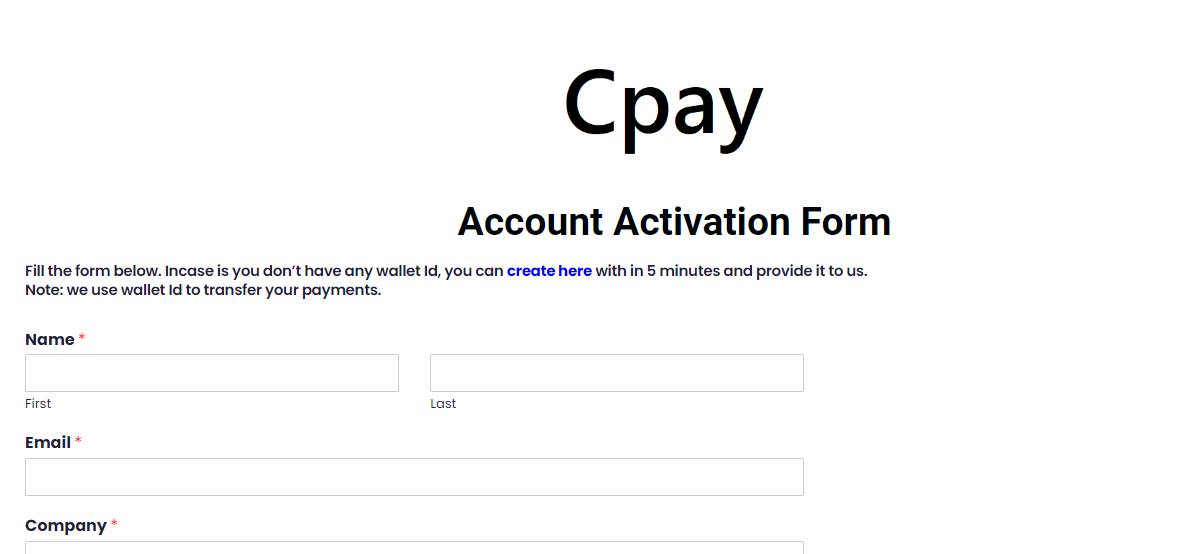 Cpay
Account Activation Form
Fill the form below. Incase is you don’t have any wallet Id, you can create here with in 5 minutes and provide it to us.
Note: we use wallet Id to transfer your payments.
Name *
First
Last
Email *
Company *